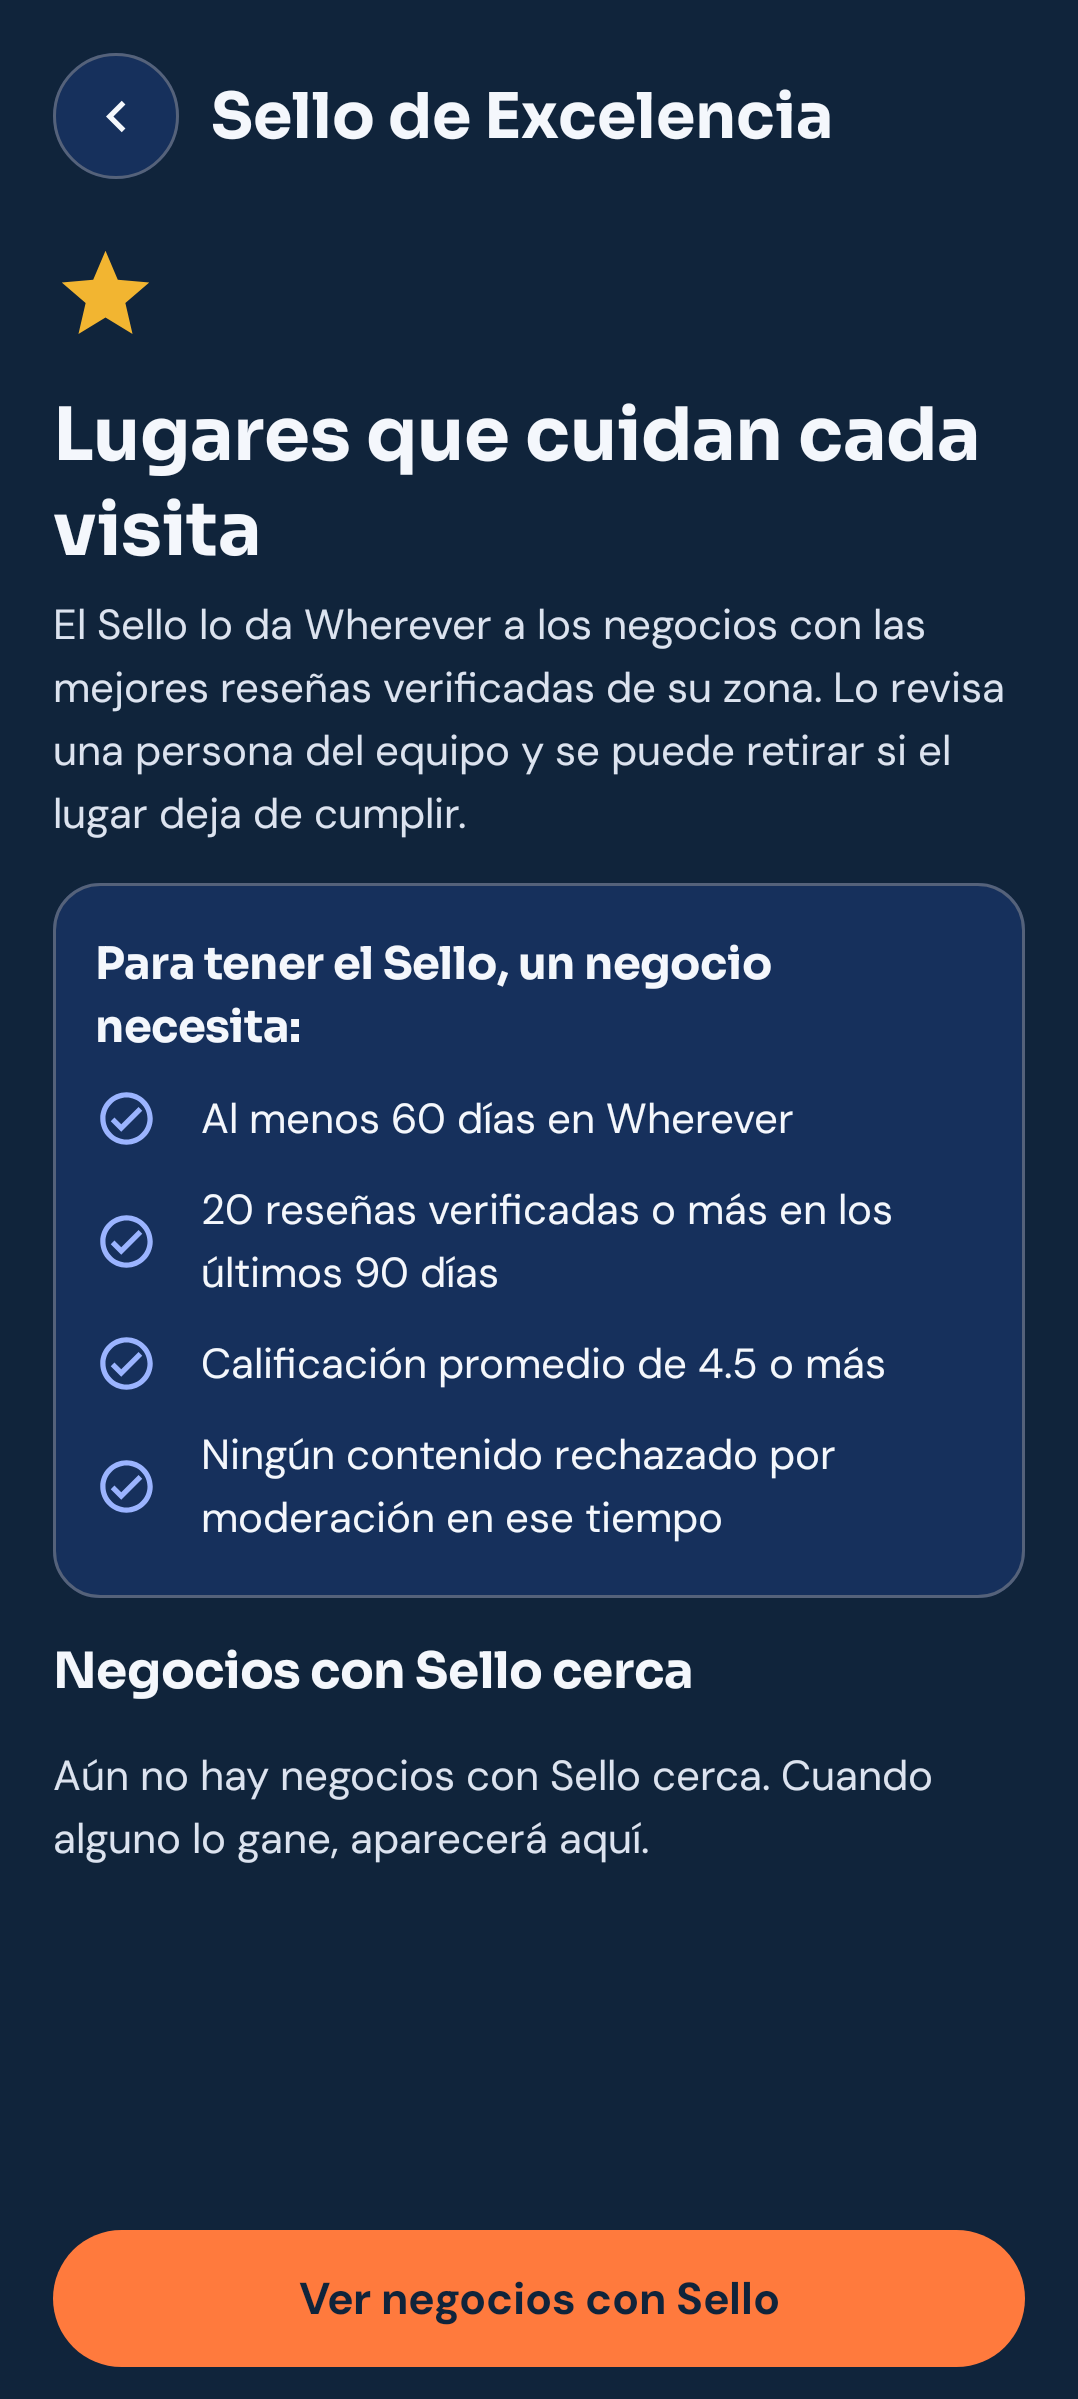 Sello de Excelencia
Lugares que cuidan cada
visita
El Sello lo da Wherever a los negocios con las
mejores reseñas verificadas de su zona. Lo revisa
una persona del equipo y se puede retirar si el
lugar deja de cumplir.
Para tener el Sello, un negocio
necesita:
Al menos 60 días en Wherever
20 reseñas verificadas o más en los
últimos 90 días
Calificación promedio de 4.5 o más
Ningún contenido rechazado por
moderación en ese tiempo
Negocios con Sello cerca
Aún no hay negocios con Sello cerca. Cuando
alguno lo gane, aparecerá aquí.
Ver negocios con Sello